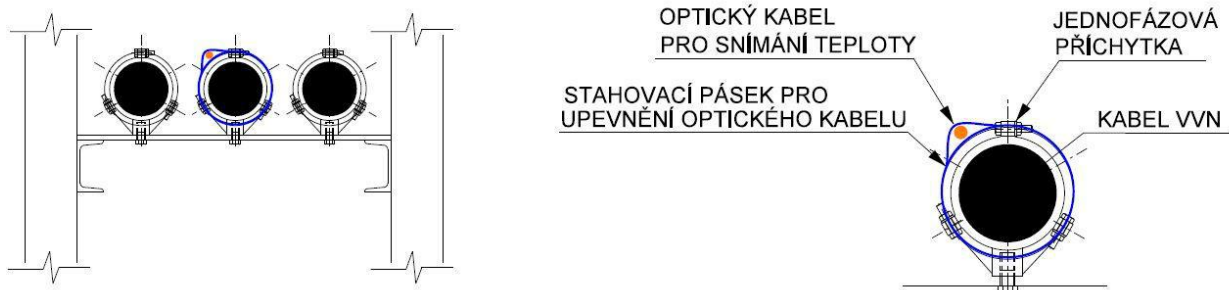 OPTICKÝ KABEL
PRO SNÍMÁNÍ TEPLOTY
JEDNOFÁZOVÁ
PŘÍCHYTKA
STAHOVACÍ PÁSEK PRO
UPEVNĚNÍ OPTICKÉHO KABELU
KABEL VVN